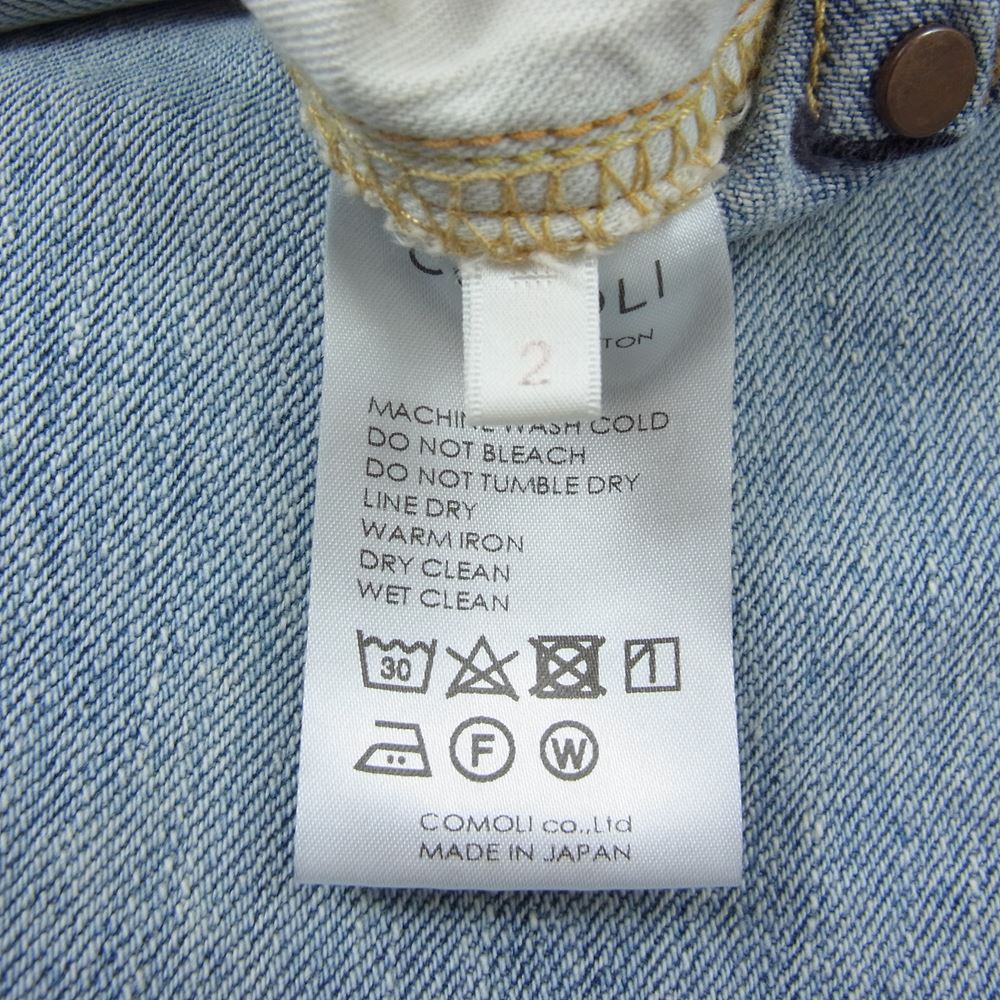 2
MACHINE WASH COLD
DO NOT BLEACH
DO NOT TUMBLE DRY
LINE DRY
WARM IRON
DRY CLEAN
WET CLEAN
30
F W
COMOLI co.,Ltd
MADE IN JAPAN